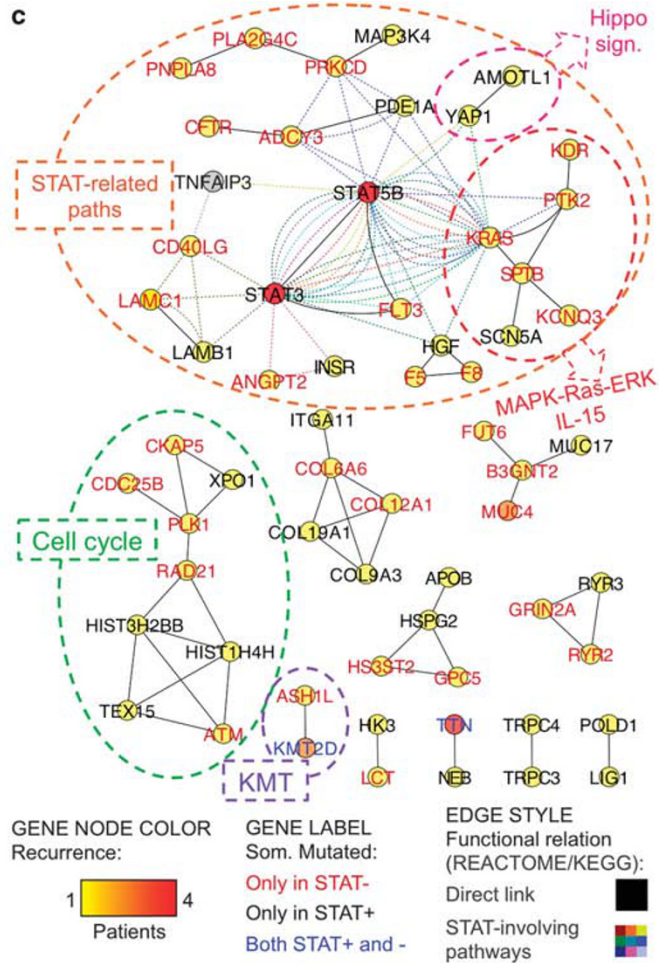 c
Hippo
sign.
PLA2G4C
MAP3K4
PNPLA8
PRKCD
AMOTL1
PDE1A
YAP1
CFTR
ADCY3
KDR
STAT-related
paths
TNFAIP3
STAT5B
PTK2
CD40LG
KRAS
SPTB
LAMC1
STAT3
FLT3
KCNQ3
SCN5A
LAMB1
HGF
INSR
ANGPT2
F5
F8
MAPK-Ras-ERK
IL-15
ITGA11
CKAP5
FUT6
MUC17
CDC25B
XPO1
COL6A6
B3GNT2
PLK1
COL12A1
MUC4
Cell cycle
COL19A1
RAD21
COL9A3
APOB
RYR3
HIST3H2BB
HSPG2
GRIN2A
HIST1H4H
HS3ST2
GPC5
RYR2
TEX15
ATM
ASH1L
KMT2D
HK3
TTN
TRPC4
POLD1
KMT
LCT
NEB
TRPC3
LIG1
GENE NODE COLOR
Recurrence:
1
4
Patients
GENE LABEL
Som. Mutated:
Only in STAT-
Only in STAT+
Both STAT+ and -
EDGE STYLE
Functional relation
(REACTOME/KEGG):
Direct link
STAT-involving
pathways